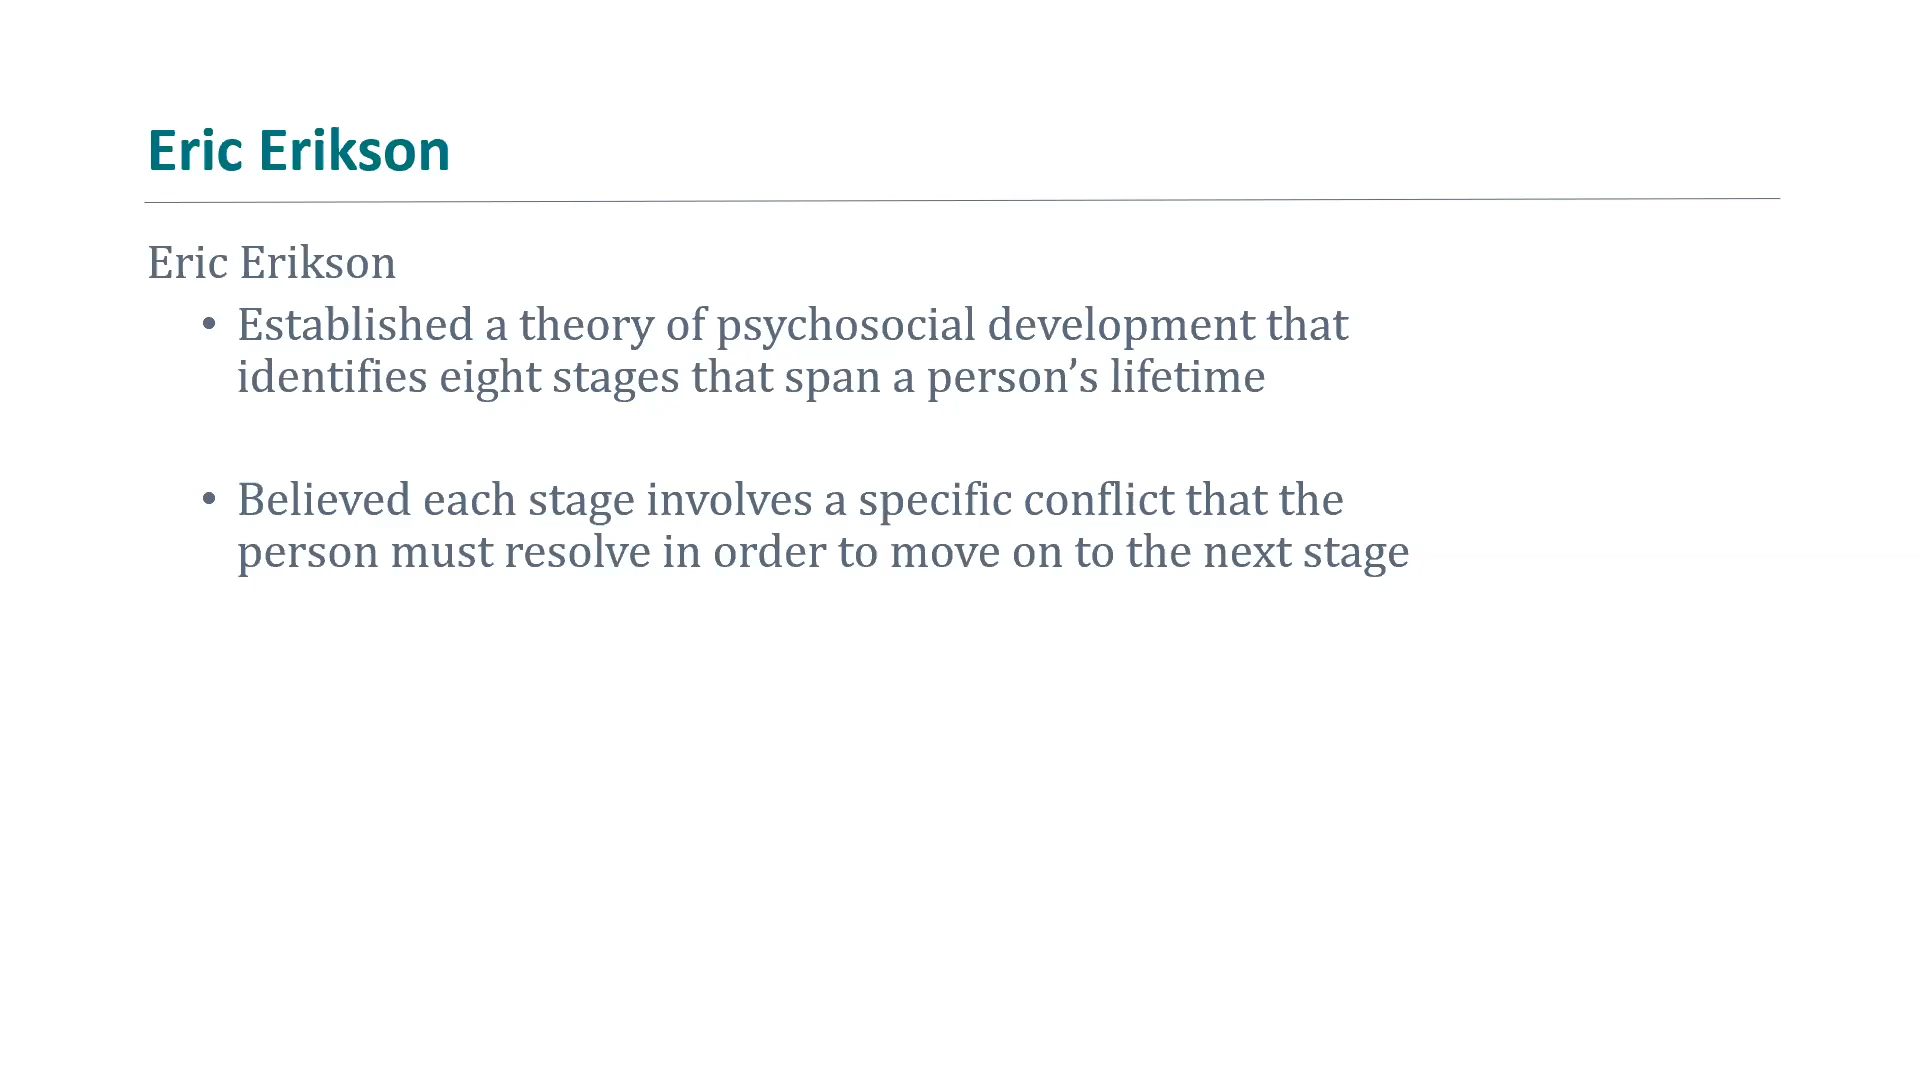 Eric Erikson
Eric Erikson
• Established a theory of psychosocial development that
identifies eight stages that span a person’s lifetime
• Believed each stage involves a specific conflict that the
person must resolve in order to move on to the next stage